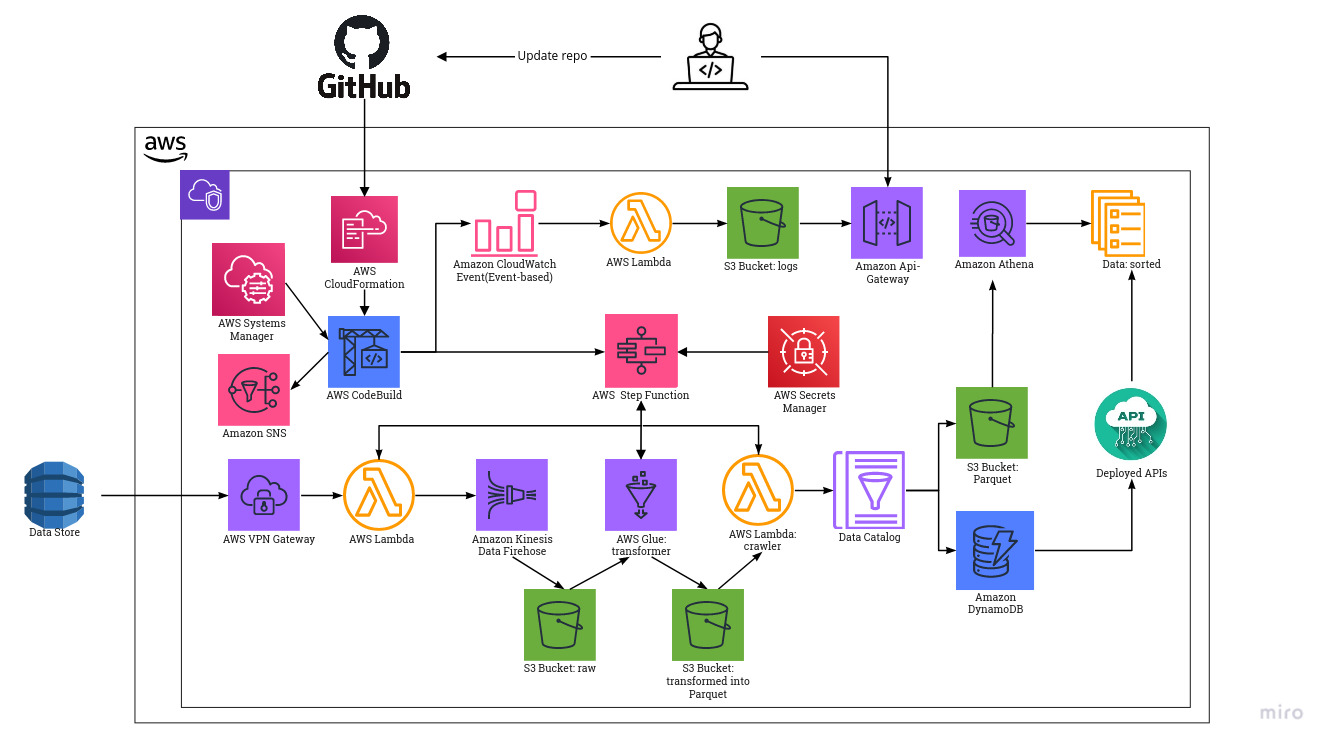 Update repo
GitHub
aws
AWS
CloudFormation
Amazon CloudWatch
Event(Event-based)
AWS Lambda
S3 Bucket: logs
Amazon Api-
Gateway
Amazon Athena
Data: sorted
AWS Systems
Manager
AWS CodeBuild
AWS Step Function
AWS Secrets
Manager
Amazon SNS
API
S3 Bucket:
Parquet
Deployed APIs
Data Store
AWS VPN Gateway
AWS Lambda
Amazon Kinesis
Data Firehose
AWS Glue:
transformer
AWS Lambda:
crawler
Data Catalog
Amazon
DynamoDB
S3 Bucket: raw
S3 Bucket:
transformed into
Parquet
miro